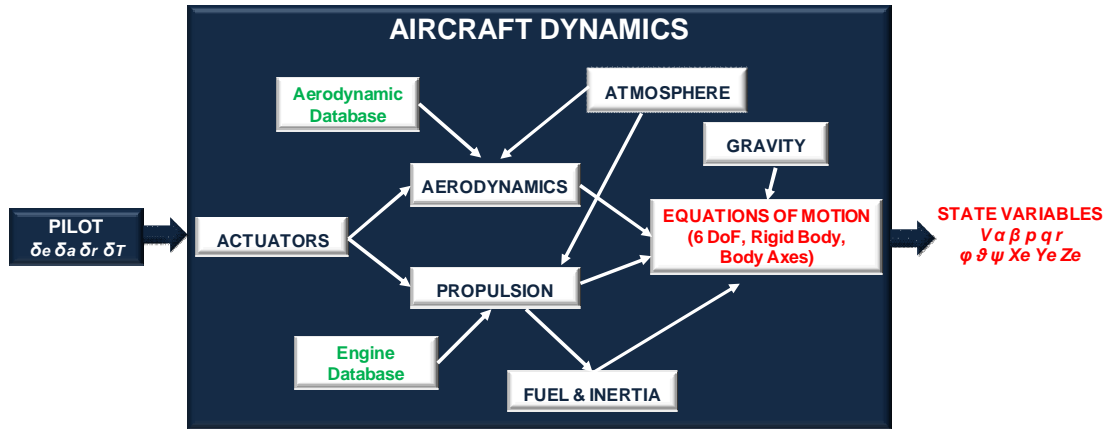 AIRCRAFT DYNAMICS
Aerodynamic
Database
ATMOSPHERE
GRAVITY
AERODYNAMICS
PILOT
δe δa δr δT
ACTUATORS
EQUATIONS OF MOTION
(6 DoF, Rigid Body,
Body Axes)
STATE VARIABLES
V α β p q r
φ ϑ ψ Xe Ye Ze
PROPULSION
Engine
Database
FUEL & INERTIA